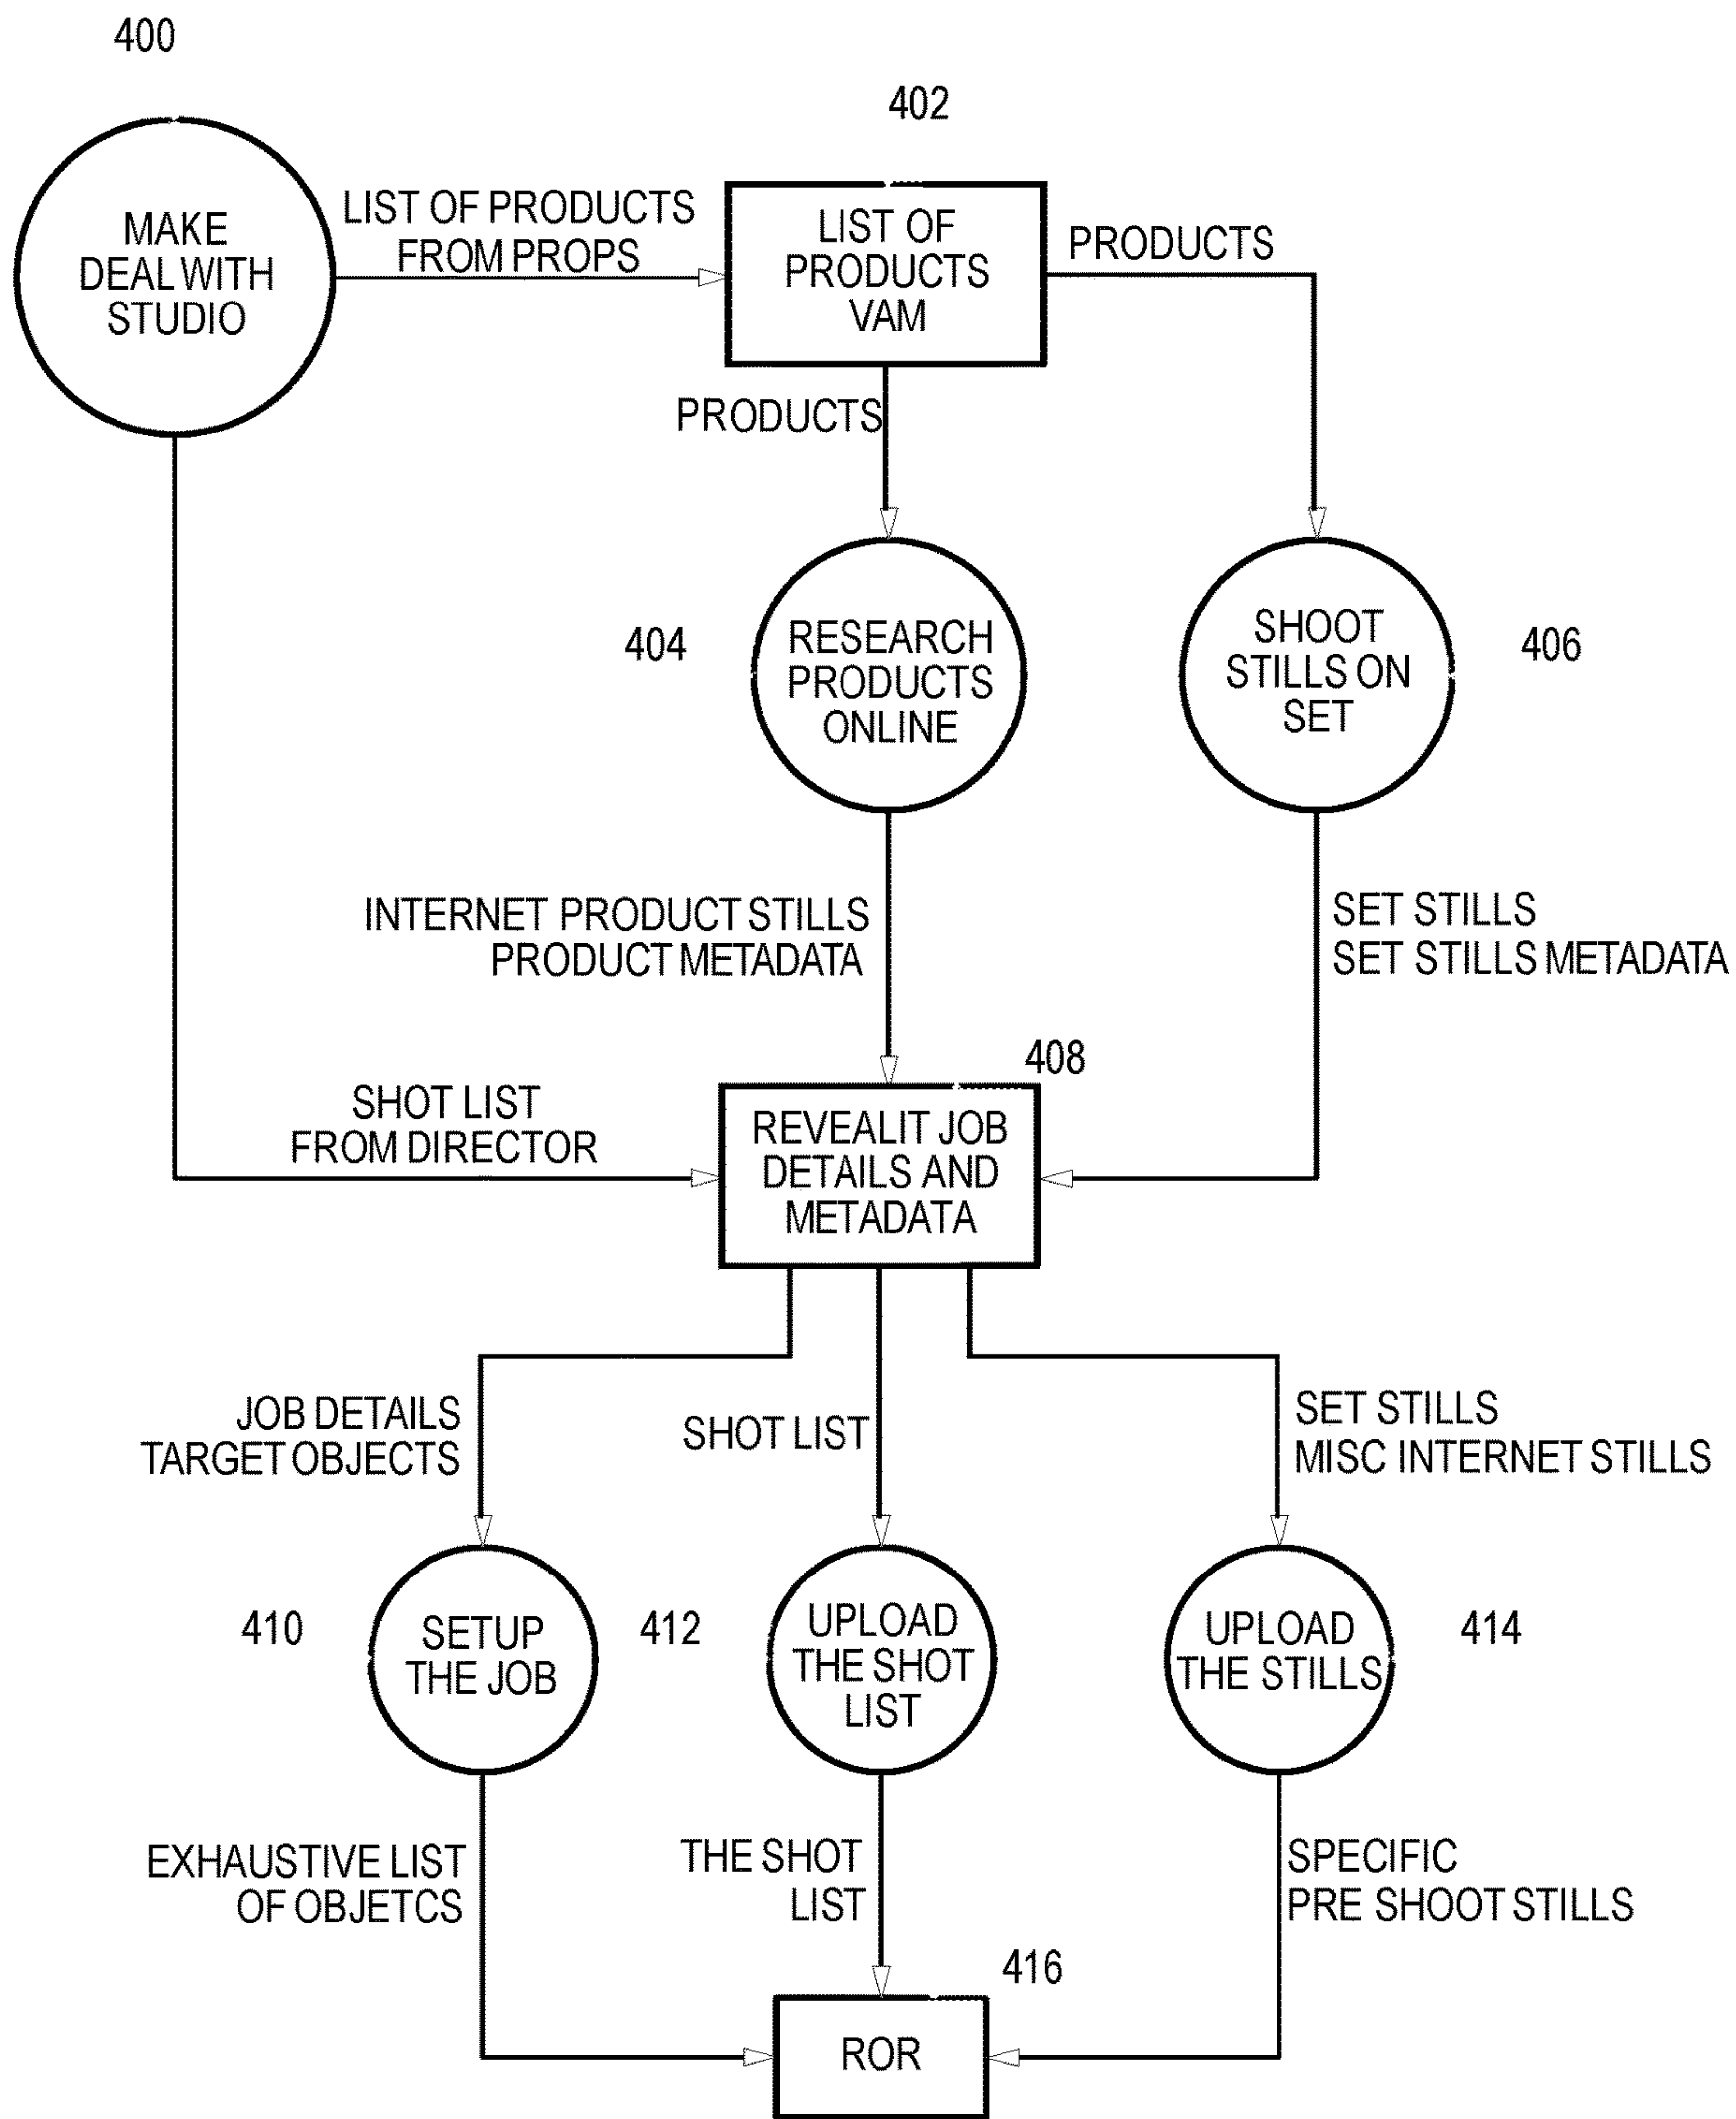 400
402
MAKE
DEAL WITH
STUDIO
LIST OF PRODUCTS
FROM PROPS
LIST OF
PRODUCTS
VAM
PRODUCTS
PRODUCTS
404
RESEARCH
PRODUCTS
ONLINE
SHOOT
STILLS ON
SET
406
INTERNET PRODUCT STILLS
PRODUCT METADATA
SET STILLS
SET STILLS METADATA
408
SHOT LIST
FROM DIRECTOR
REVEALIT JOB
DETAILS AND
METADATA
JOB DETAILS
TARGET OBJECTS
SHOT LIST
SET STILLS
MISC INTERNET STILLS
410
SETUP
THE JOB
412
UPLOAD
THE SHOT
LIST
UPLOAD
THE STILLS
414
EXHAUSTIVE LIST
OF OBJETCS
THE SHOT
LIST
SPECIFIC
PRE SHOOT STILLS
416
ROR